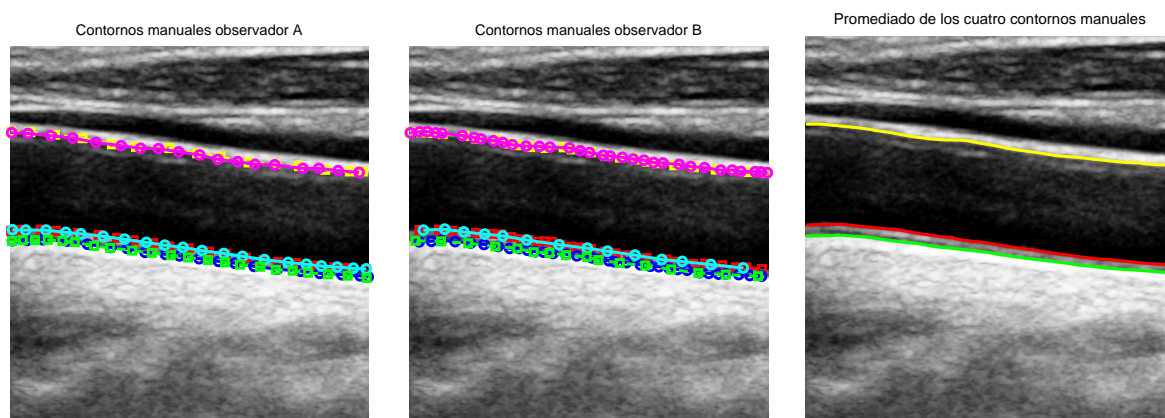 Contornos manuales observador A
Contornos manuales observador B
Promediado de los cuatro contornos manuales